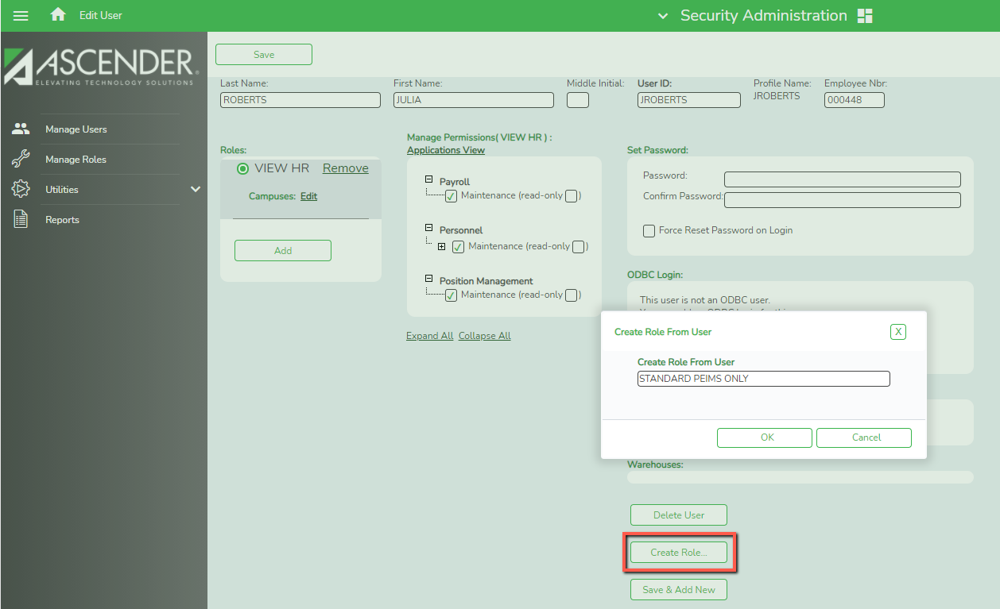 Edit User
Security Administration
ASCENDER®
ELEVATING TECHNOLOGY SOLUTIONS
Manage Users
Manage Roles
Utilities
Reports
Save
Last Name:
First Name:
Middle Initial:
User ID:
Profile Name:
Employee Nbr:
ROBERTS
JULIA
JROBERTS
JROBERTS
000448
Roles:
VIEW HR Remove
Campuses: Edit
Add
Manage Permissions( VIEW HR ) :
Applications View
Payroll
Maintenance (read-only )
Personnel
Maintenance (read-only )
Position Management
Maintenance (read-only )
Expand All Collapse All
Set Password:
Password:
Confirm Password:
Force Reset Password on Login
ODBC Login:
This user is not an ODBC user.
Create Role From User
X
Create Role From User
STANDARD PEIMS ONLY
OK
Cancel
Warehouses:
Delete User
Create Role...
Save & Add New